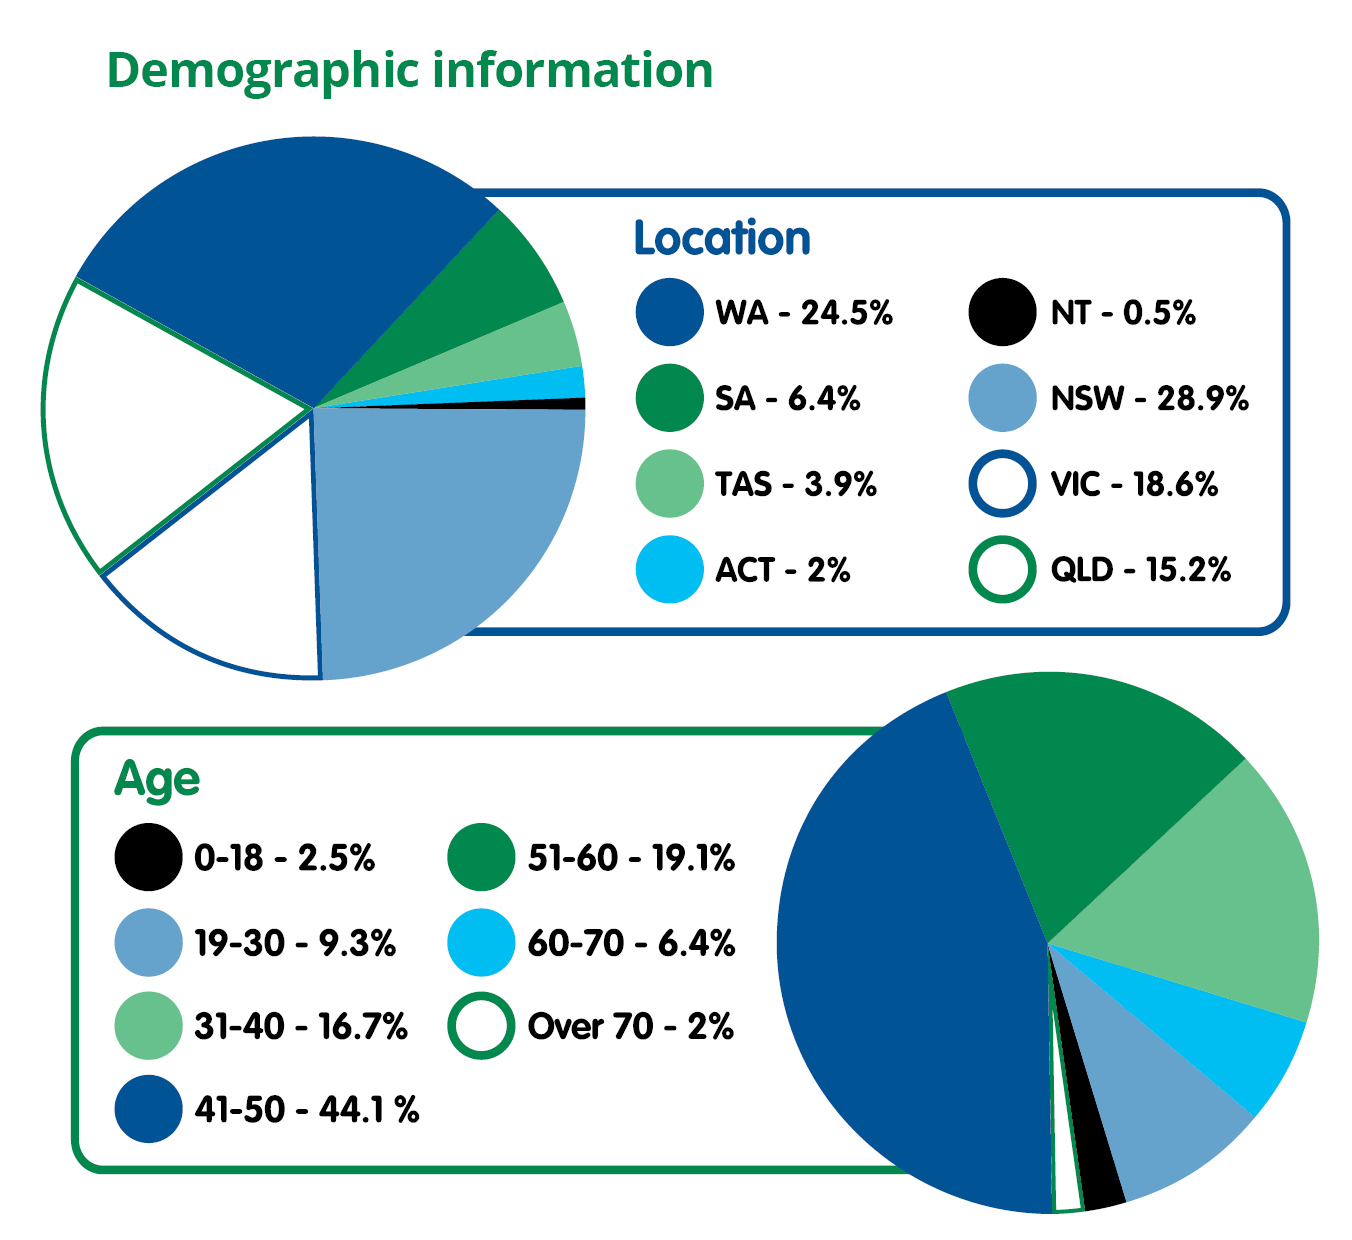 Demographic information
Location
WA - 24.5%
NT - 0.5%
SA - 6.4%
NSW - 28.9%
TAS - 3.9%
VIC - 18.6%
ACT - 2%
QLD - 15.2%
Age
0-18 - 2.5%
51-60 - 19.1%
19-30 - 9.3%
60-70 - 6.4%
31-40 - 16.7%
Over 70 - 2%
41-50 - 44.1 %